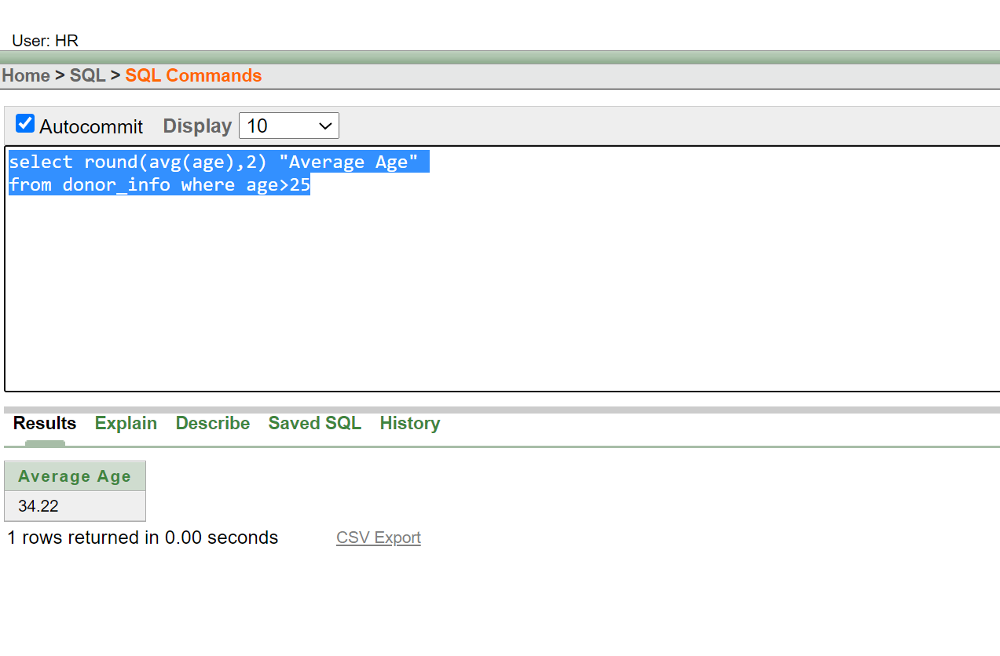 User: HR
Home > SQL > SQL Commands
Autocommit Display 10
select round(avg(age),2) "Average Age"
from donor_info where age>25
Results Explain Describe Saved SQL History
Average Age
34.22
1 rows returned in 0.00 seconds CSV Export